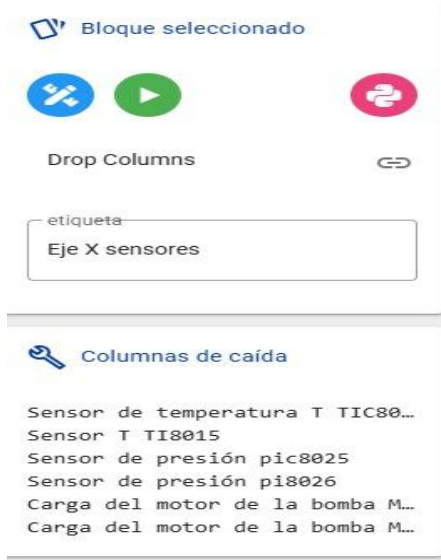 Bloque seleccionado
Drop Columns
etiqueta
Eje X sensores
Columnas de caída
Sensor de temperatura T TIC80…
Sensor T TI8015
Sensor de presión pic8025
Sensor de presión pi8026
Carga del motor de la bomba M…
Carga del motor de la bomba M…